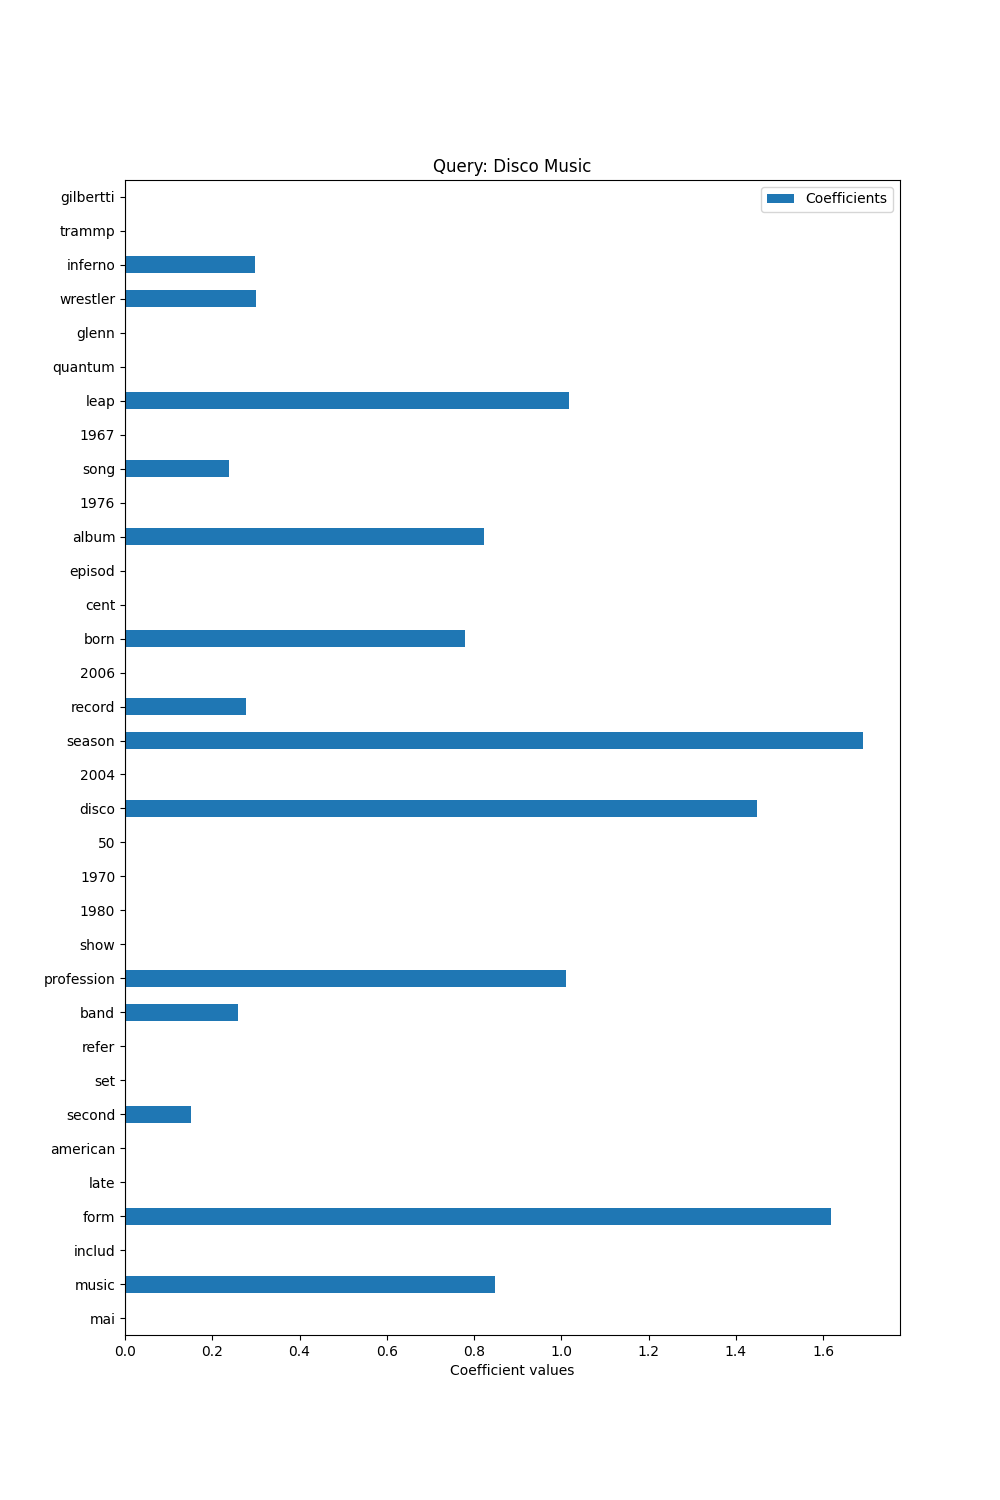 Query: Disco Music
Coefficients
gilbertti
trammp
inferno
wrestler
glenn
quantum
leap
1967
song
1976
album
episod
cent
born
2006
record
season
2004
disco
50
1970
1980
show
profession
band
refer
set
second
american
late
form
includ
music
mai
0.0 0.2 0.4 0.6 0.8 1.0 1.2 1.4 1.6
Coefficient values